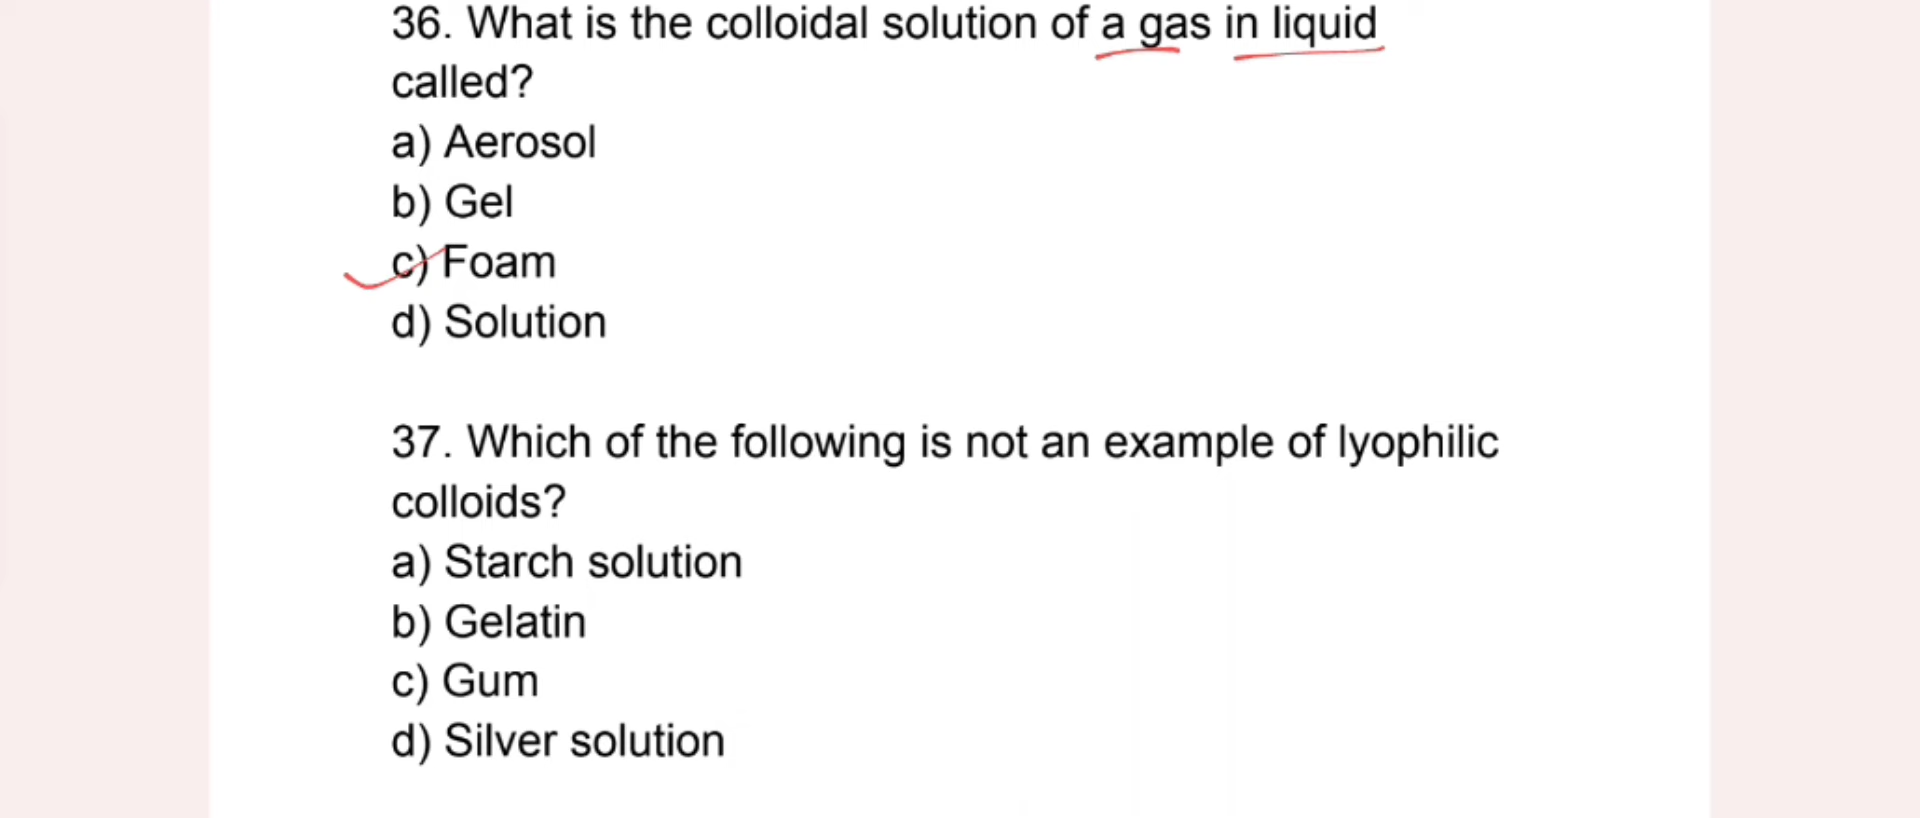 36. What is the colloidal solution of a gas in liquid
called?
a) Aerosol
b) Gel
c) Foam
d) Solution
37. Which of the following is not an example of lyophilic
colloids?
a) Starch solution
b) Gelatin
c) Gum
d) Silver solution